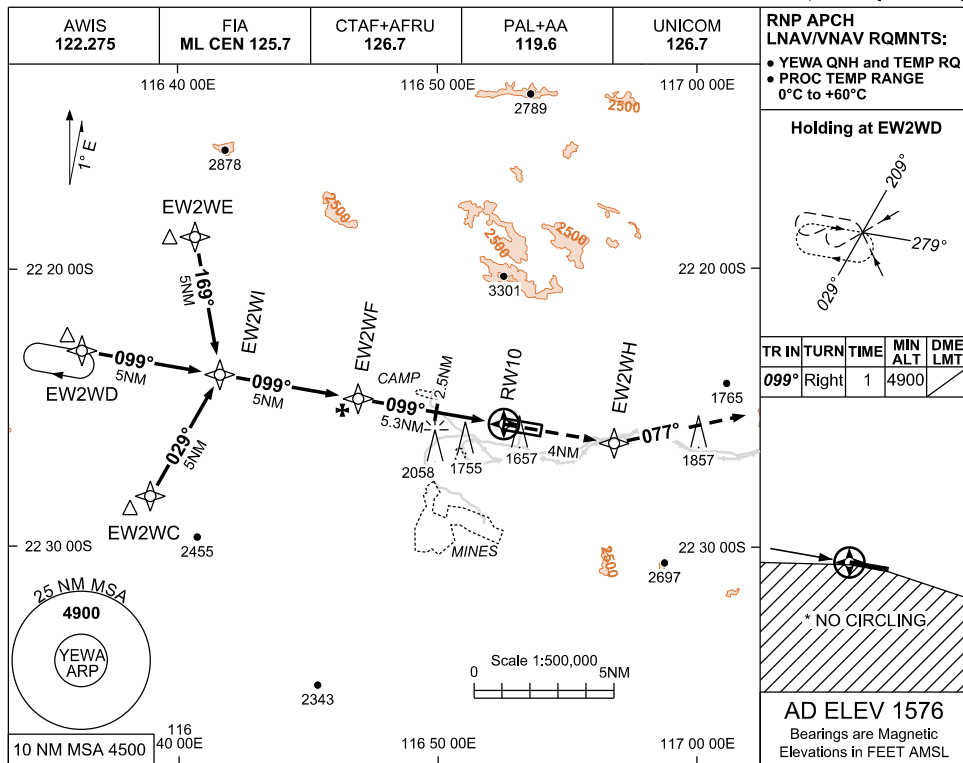 AWIS
122.275
FIA
ML CEN 125.7
CTAF+AFRU
126.7
PAL+AA
119.6
UNICOM
126.7
RNP APCH
LNAV/VNAV RQMNTS:
• YEWA QNH and TEMP RQ
• PROC TEMP RANGE
0°C to +60°C
116 40 00E
116 50 00E
117 00 00E
1° E
2878
2789
2500
2500
2500
2500
3301
EW2WE
22 20 00S
22 20 00S
169°
5NM
EW2WI
EW2WF
099°
5NM
EW2WD
099°
5NM
CAMP
2.5NM
RW10
EW2WH
099°
5.3NM
4NM
077°
1765
029°
5NM
EW2WC
2058
1755
1657
1857
MINES
2455
22 30 00S
22 30 00S
2500
2697
25 NM MSA
4900
YEWA
ARP
2343
Scale 1:500,000
0
5NM
10 NM MSA 4500
116
40 00E
116 50 00E
117 00 00E
Holding at EW2WD
209°
279°
029°
TR IN
TURN
TIME
MIN
ALT
DME
LMT
099°
Right
1
4900
* NO CIRCLING
AD ELEV 1576
Bearings are Magnetic
Elevations in FEET AMSL